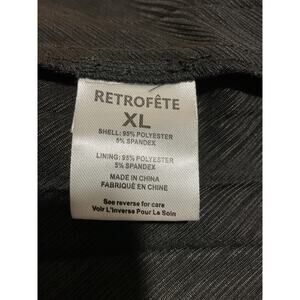 RETROFÊTE
XL
SHELL: 95% POLYESTER
5% SPANDEX
LINING: 95% POLYESTER
5% SPANDEX
MADE IN CHINA
FABRIQUÉ EN CHINE
See reverse for care
Voir L'Inverse Pour Le Soin